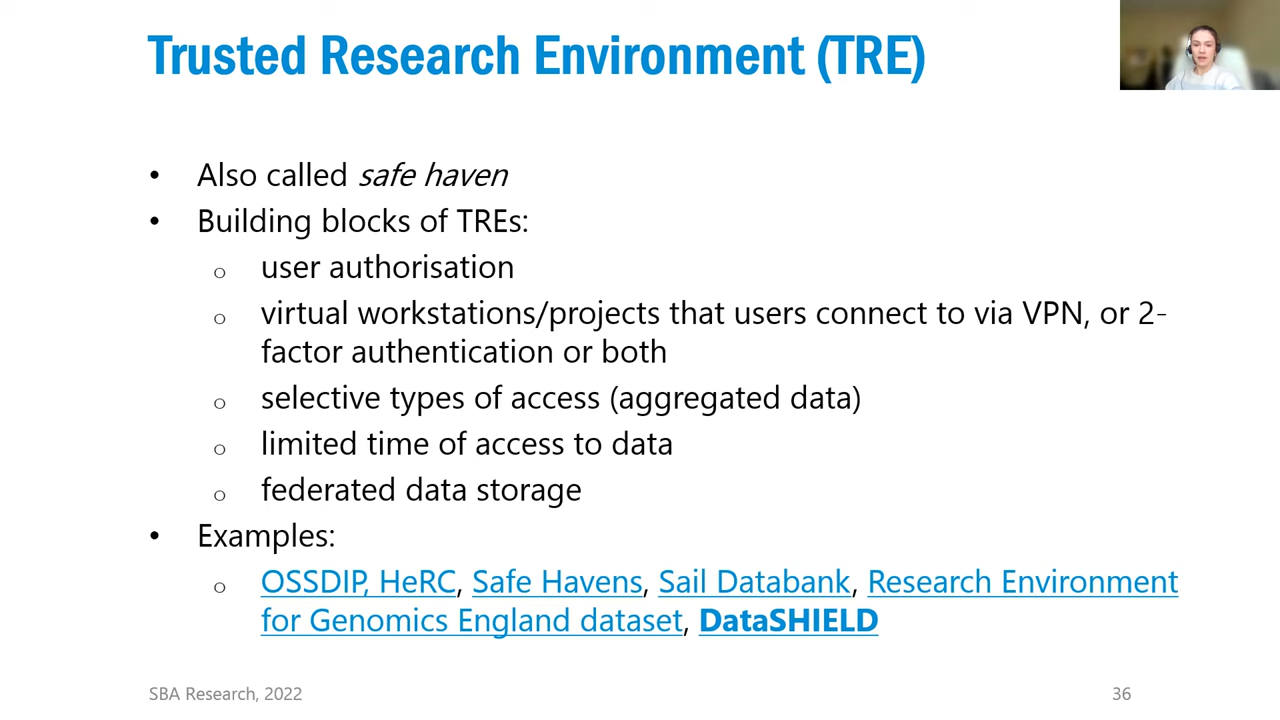 Trusted Research Environment (TRE)
• Also called safe haven
• Building blocks of TREs:
o user authorisation
o virtual workstations/projects that users connect to via VPN, or 2-
factor authentication or both
o selective types of access (aggregated data)
o limited time of access to data
o federated data storage
• Examples:
o OSSDIP, HeRC, Safe Havens, Sail Databank, Research Environment
for Genomics England dataset, DataSHIELD
SBA Research, 2022
36